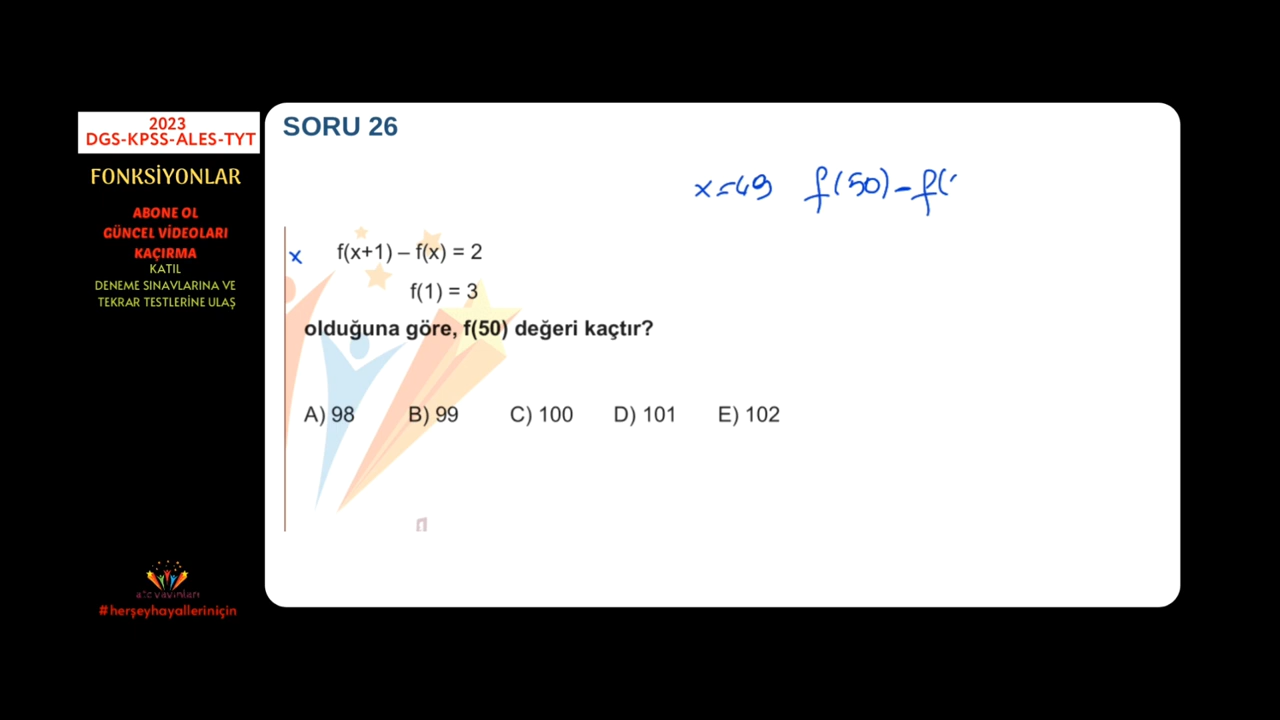 2023
DGS-KPSS-ALES-TYT
FONKSİYONLAR
ABONE OL
GÜNCEL VİDEOLARI
KAÇIRMA
KATIL
DENEME SINAVLARINA VE
TEKRAR TESTLERİNE ULAŞ
#herşeyhayalleriniçin
SORU 26
x=49 f(50)-f(
x f(x+1) – f(x) = 2
f(1) = 3
olduğuna göre, f(50) değeri kaçtır?
A) 98 B) 99 C) 100 D) 101 E) 102